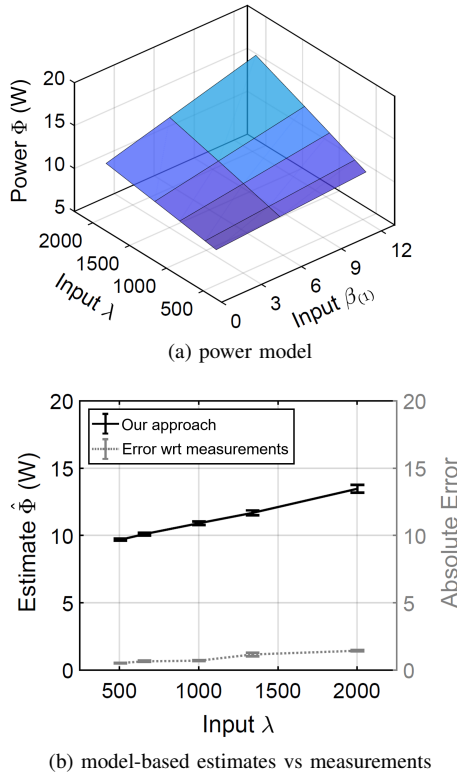 20
15
10
5
Power Φ (W)
2000
1500
1000
500
Input λ
0
3
6
9
12
Input β(1)
(a) power model
20
15
10
5
0
Estimate Φ̂ (W)
Our approach
Error wrt measurements
20
15
10
5
0
Absolute Error
500 1000 1500 2000
Input λ
(b) model-based estimates vs measurements